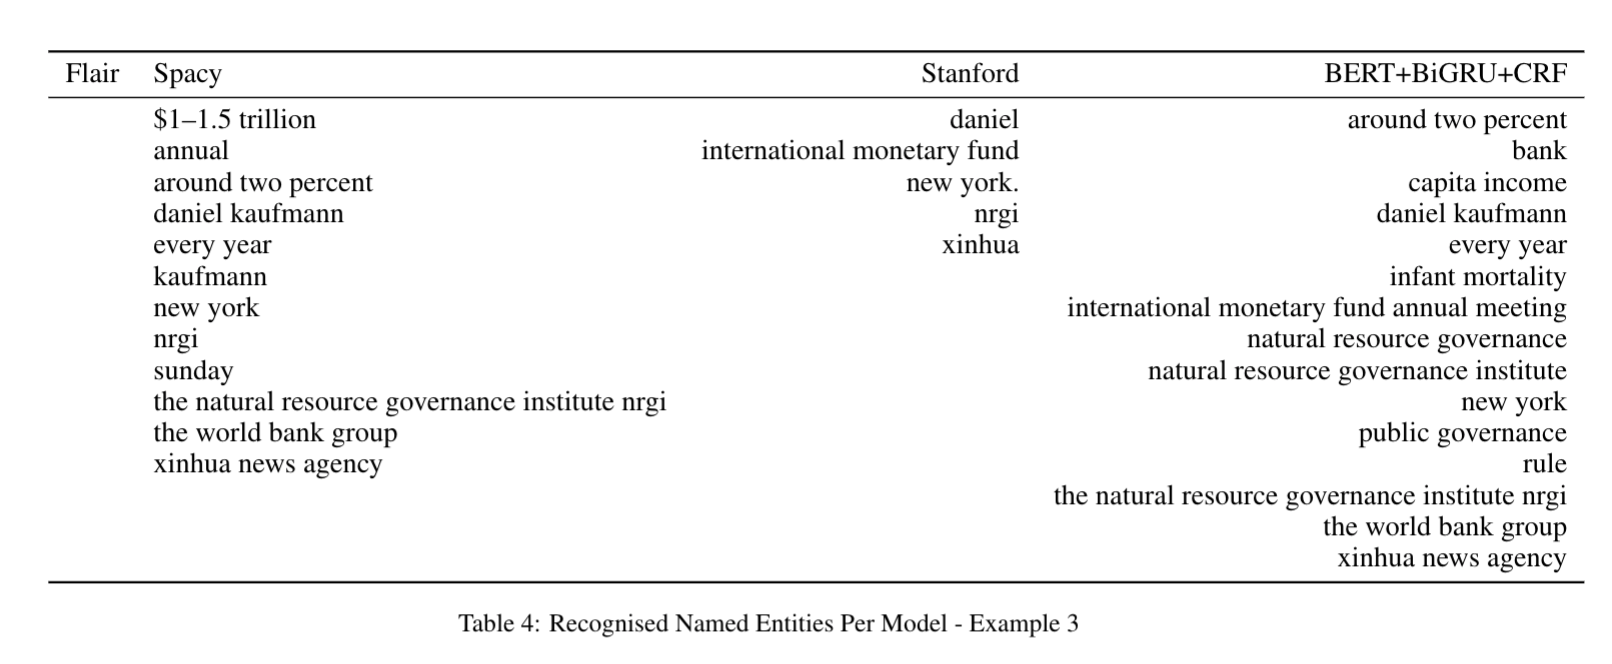 Flair Spacy Stanford BERT+BiGRU+CRF
$1–1.5 trillion daniel around two percent
annual international monetary fund bank
around two percent new york. capita income
daniel kaufmann nrgi daniel kaufmann
every year xinhua every year
kaufmann infant mortality
new york international monetary fund annual meeting
nrgi natural resource governance
sunday natural resource governance institute
the natural resource governance institute nrgi new york
the world bank group public governance
xinhua news agency rule
the natural resource governance institute nrgi
the world bank group
xinhua news agency
Table 4: Recognised Named Entities Per Model - Example 3